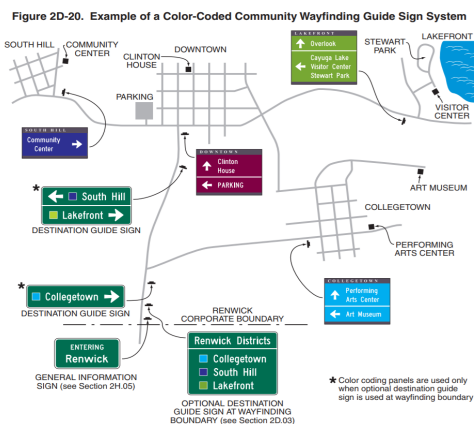 Figure 2D-20. Example of a Color-Coded Community Wayfinding Guide Sign System
SOUTH HILL
COMMUNITY
CENTER
CLINTON
HOUSE
DOWNTOWN
PARKING
LAKEFRONT
Overlook
Cayuga Lake
Visitor Center
Stewart Park
STEWART
PARK
LAKEFRONT
VISITOR
CENTER
SOUTH HILL
Community
Center
DOWNTOWN
Clinton
House
PARKING
* South Hill
Lakefront
DESTINATION GUIDE SIGN
ART MUSEUM
COLLEGETOWN
PERFORMING
ARTS CENTER
* Collegetown
DESTINATION GUIDE SIGN
COLLEGETOWN
Performing
Arts Center
Art Museum
RENWICK
CORPORATE BOUNDARY
ENTERING
Renwick
GENERAL INFORMATION
SIGN (see Section 2H.05)
Renwick Districts
Collegetown
South Hill
Lakefront
OPTIONAL DESTINATION
GUIDE SIGN AT WAYFINDING
BOUNDARY (see Section 2D.03)
* Color coding panels are used only
when optional destination guide
sign is used at wayfinding boundary